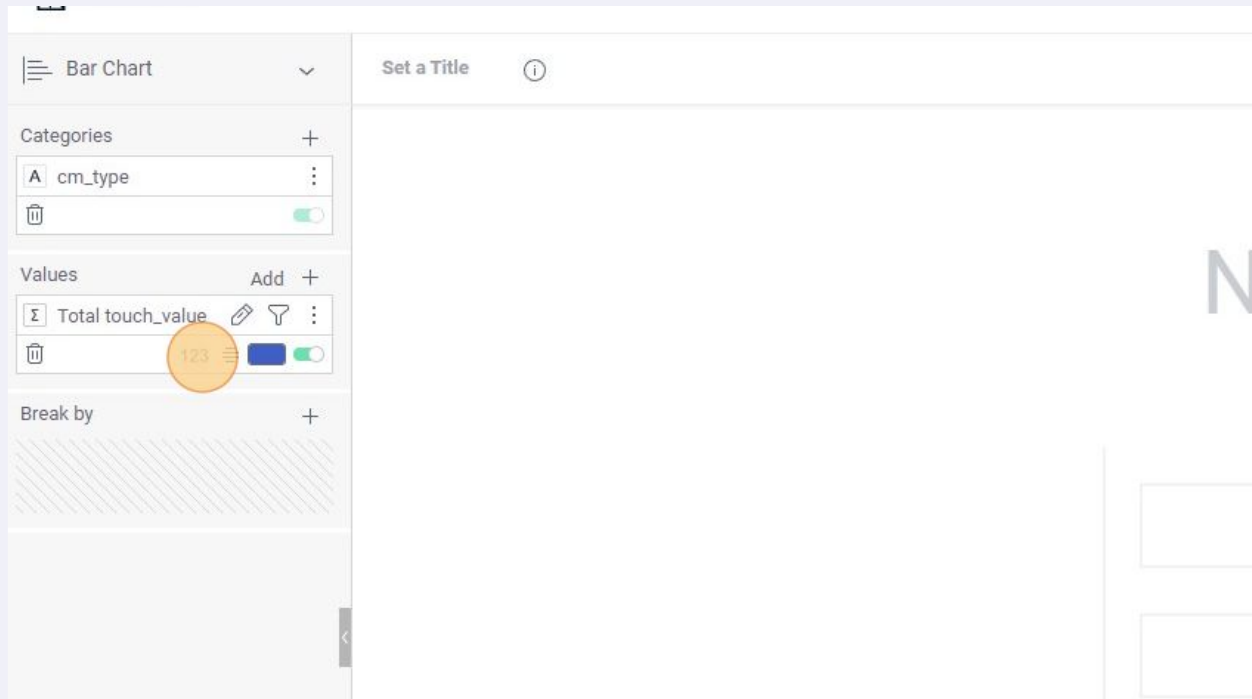 Bar Chart
Set a Title
Categories
A cm_type
Values Add
Σ Total touch_value
123
Break by
N